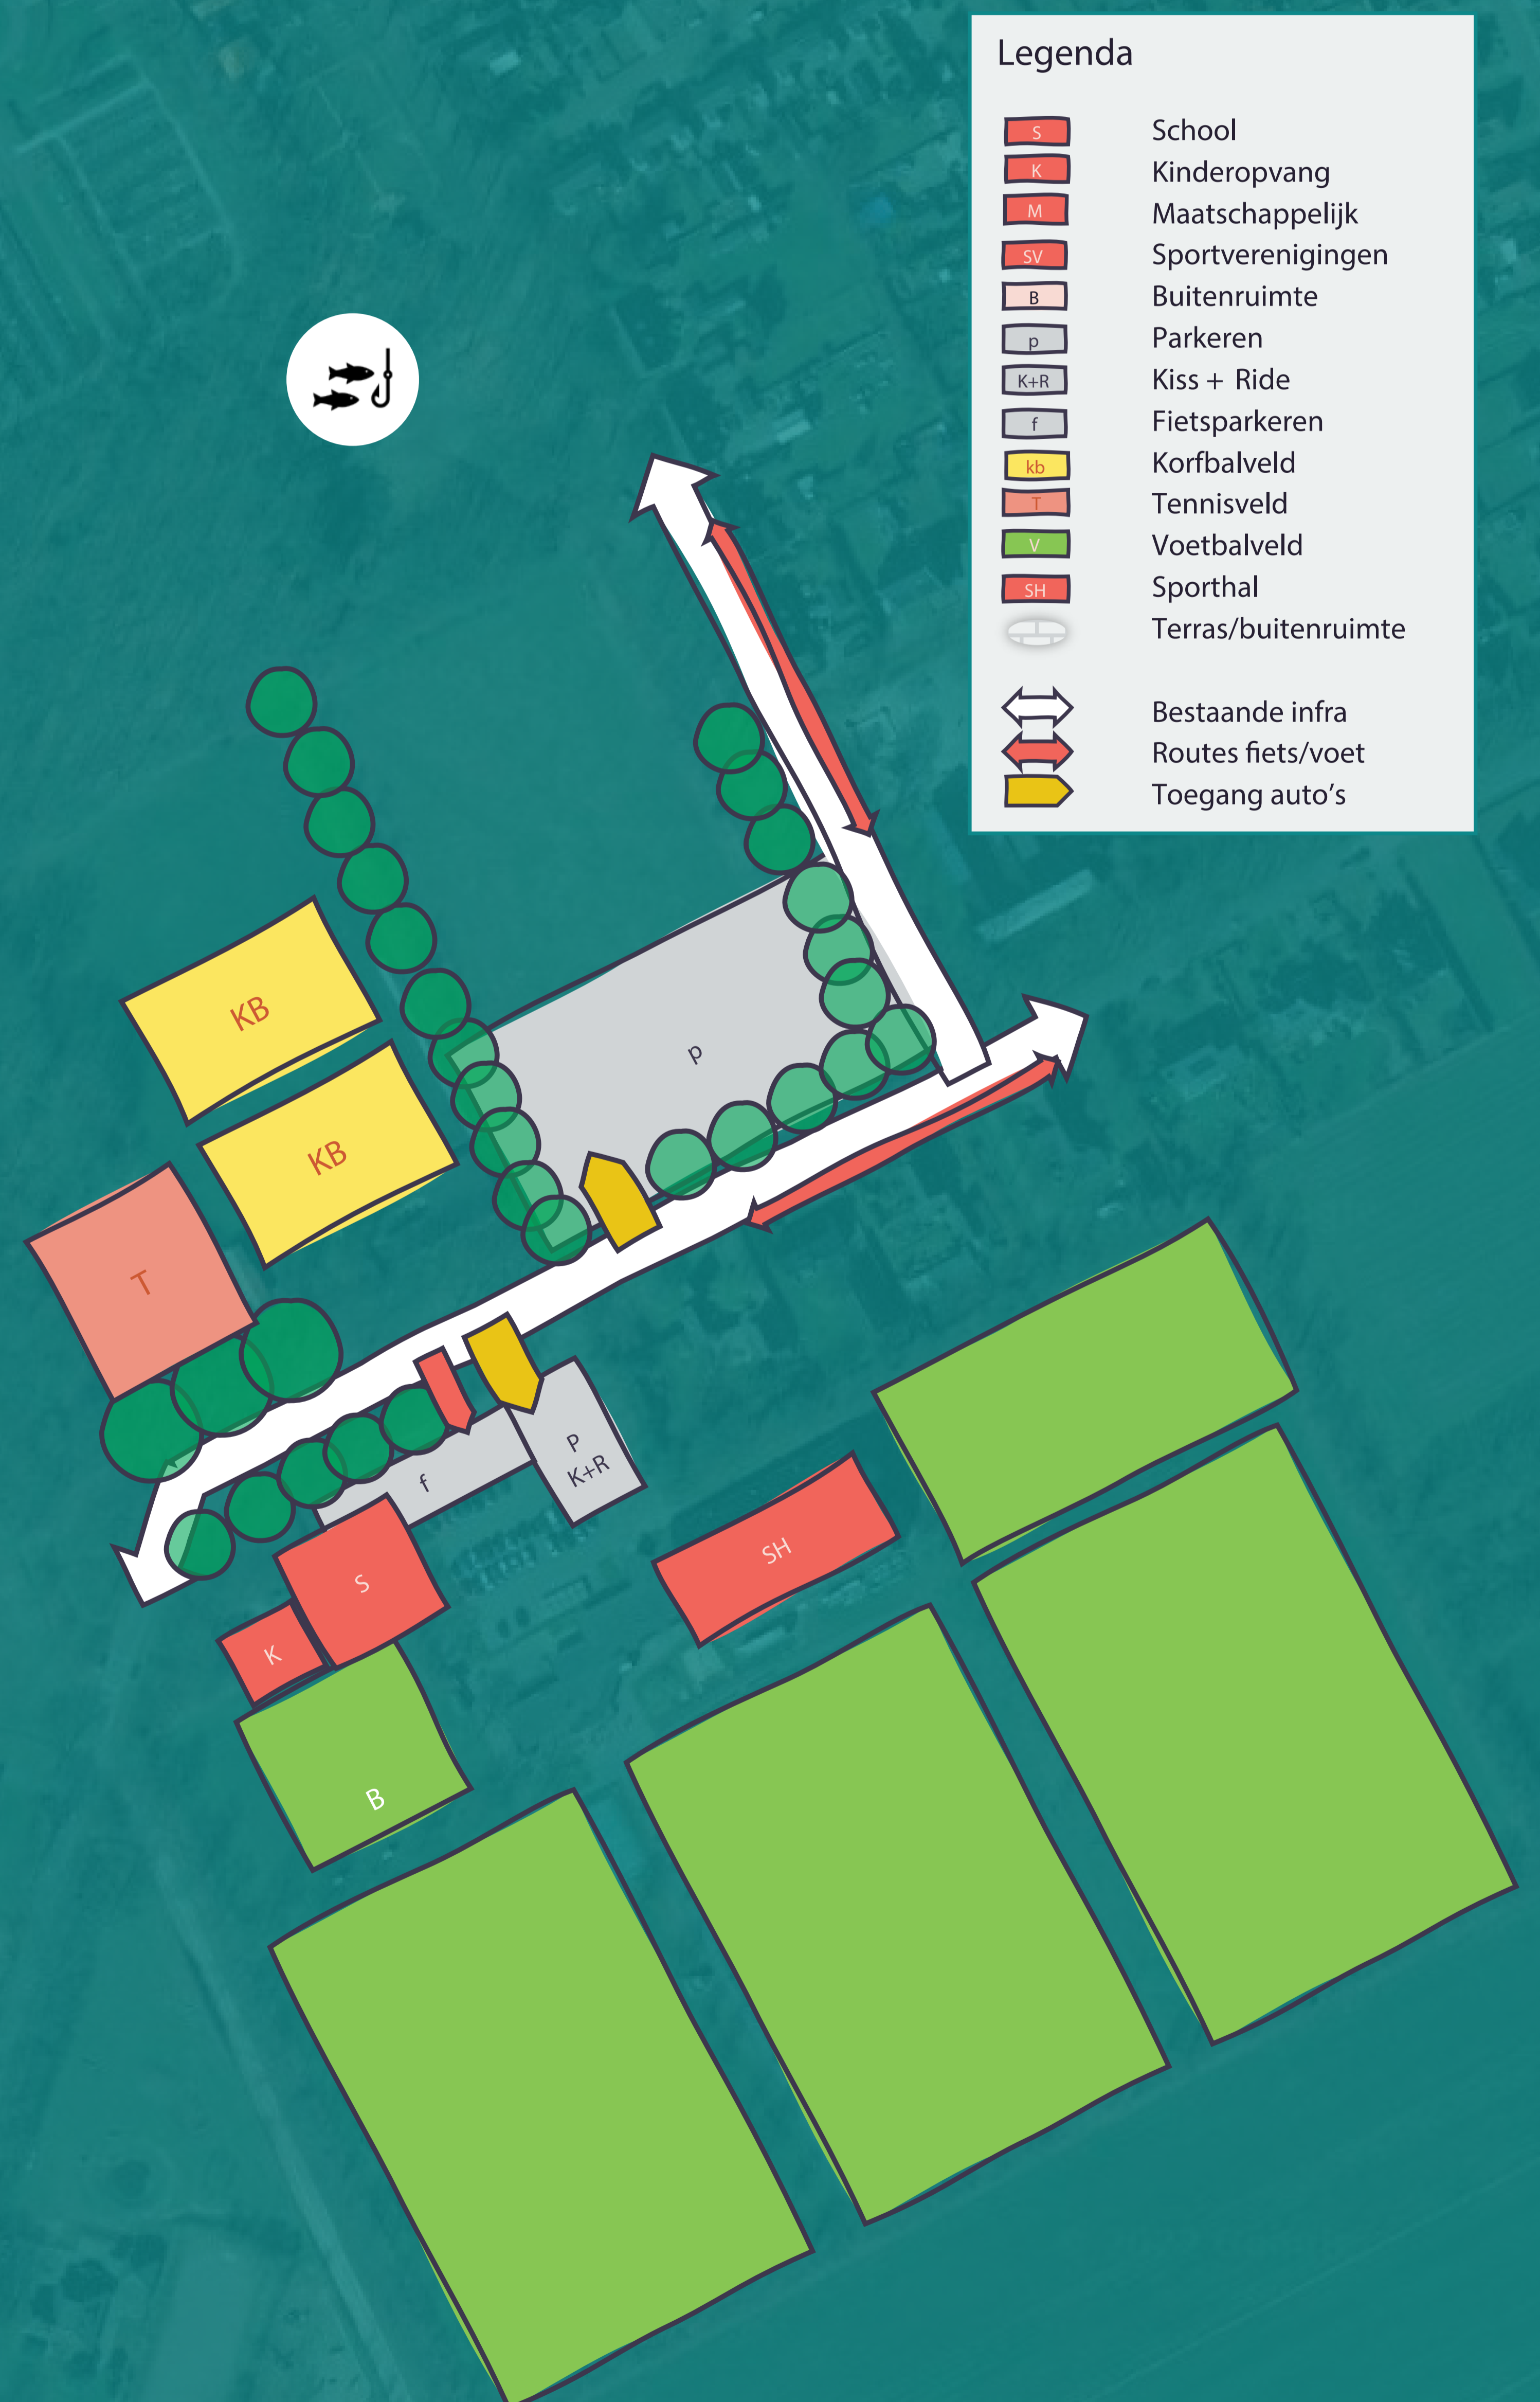 Legenda
S School
K Kinderopvang
M Maatschappelijk
SV Sportverenigingen
B Buitenruimte
p Parkeren
K+R Kiss + Ride
f Fietsparkeren
kb Korfbalveld
T Tennisveld
V Voetbalveld
SH Sporthal
Terras/buitenruimte
Bestaande infra
Routes fiets/voet
Toegang auto's
KB
p
KB
T
P
K+R
f
SH
S
K
B